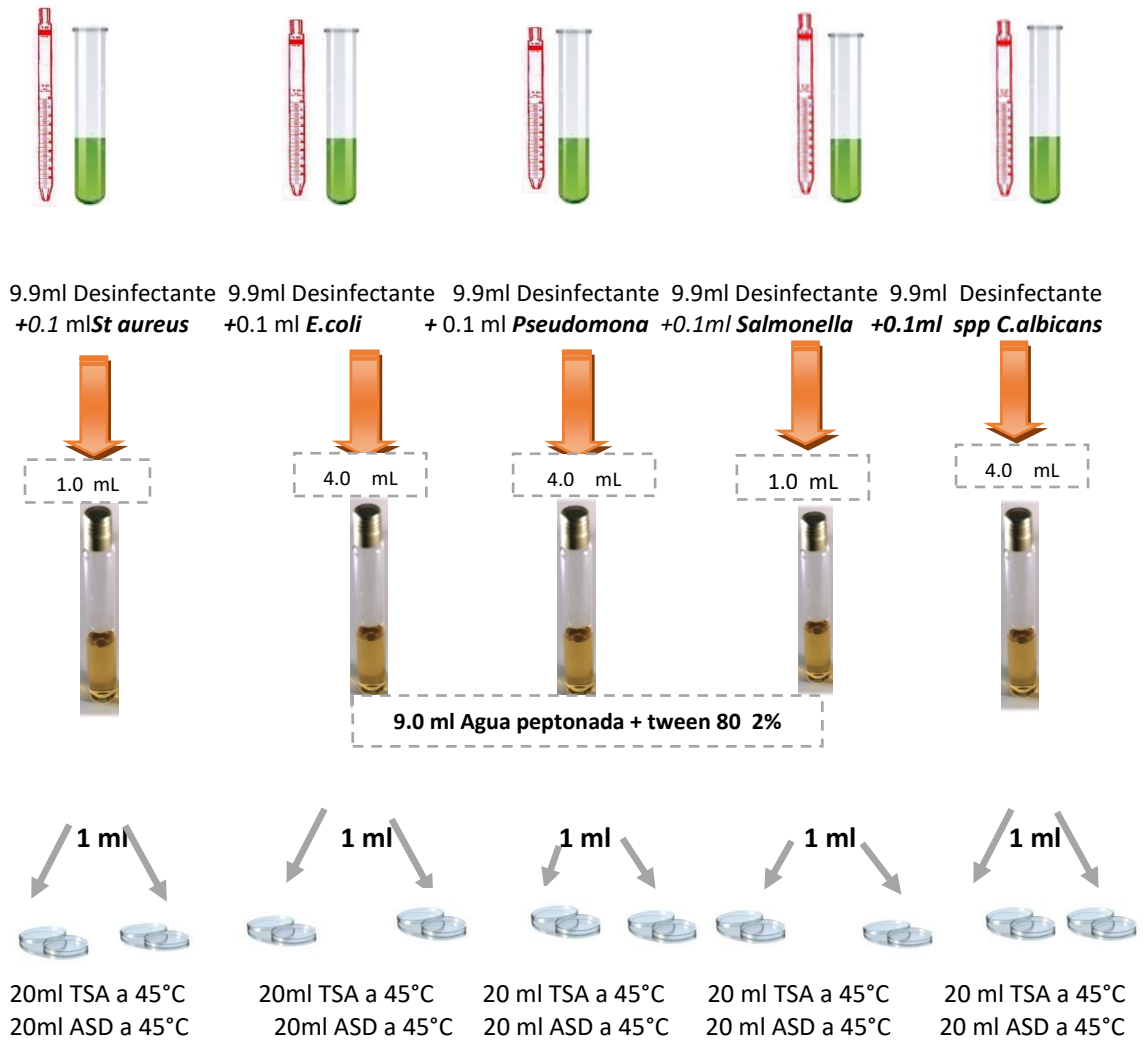 9.9ml Desinfectante 9.9ml Desinfectante 9.9ml Desinfectante 9.9ml Desinfectante 9.9ml Desinfectante
+0.1 mlSt aureus +0.1 ml E.coli + 0.1 ml Pseudomona +0.1ml Salmonella +0.1ml spp C.albicans
1.0 mL 4.0 mL 4.0 mL 1.0 mL 4.0 mL
9.0 ml Agua peptonada + tween 80 2%
1 ml 1 ml 1 ml 1 ml 1 ml
20ml TSA a 45°C 20ml TSA a 45°C 20 ml TSA a 45°C 20 ml TSA a 45°C 20 ml TSA a 45°C
20ml ASD a 45°C 20ml ASD a 45°C 20 ml ASD a 45°C 20 ml ASD a 45°C 20 ml ASD a 45°C